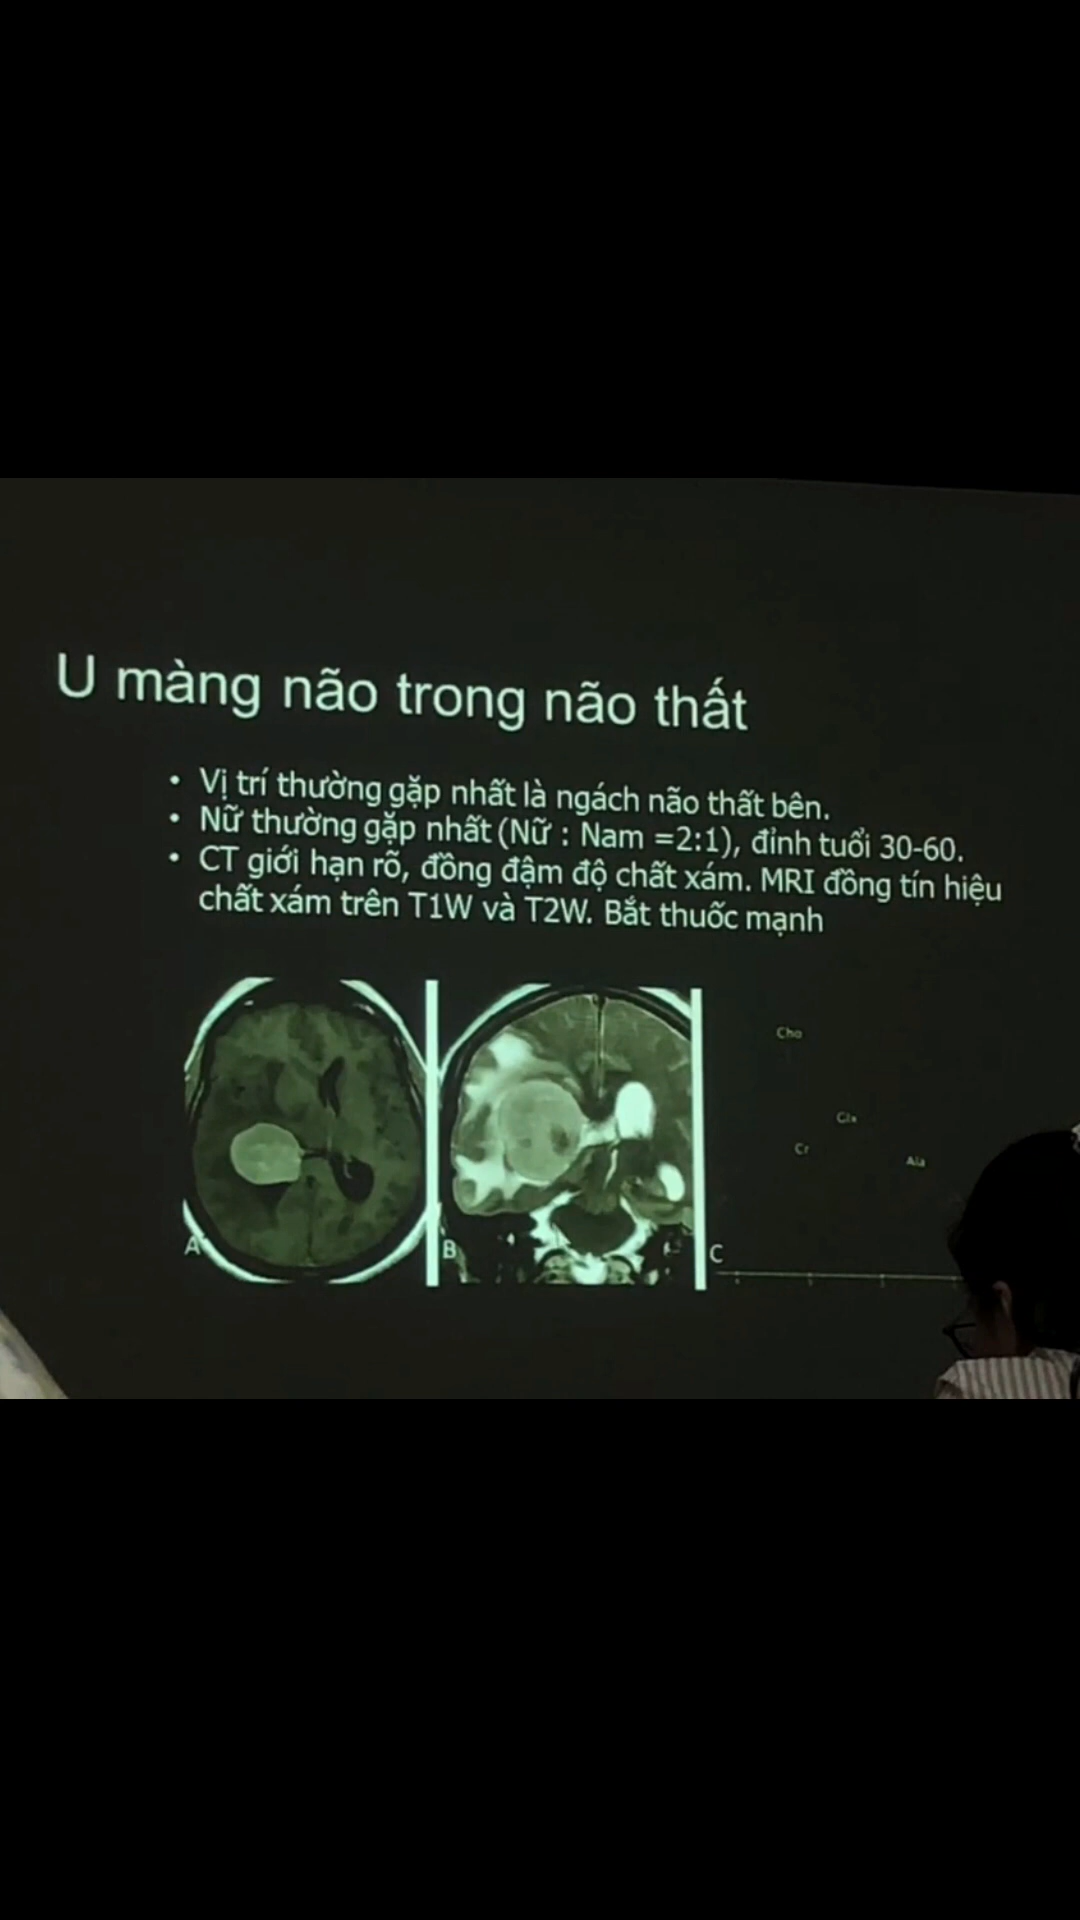 U màng não trong não thất
• Vị trí thường gặp nhất là ngách não thất bên.
• Nữ thường gặp nhất (Nữ : Nam =2:1), đỉnh tuổi 30-60.
• CT giới hạn rõ, đồng đậm độ chất xám. MRI đồng tín hiệu
chất xám trên T1W và T2W. Bắt thuốc mạnh
Cho
Glx
Cr
Ala
A
B
C